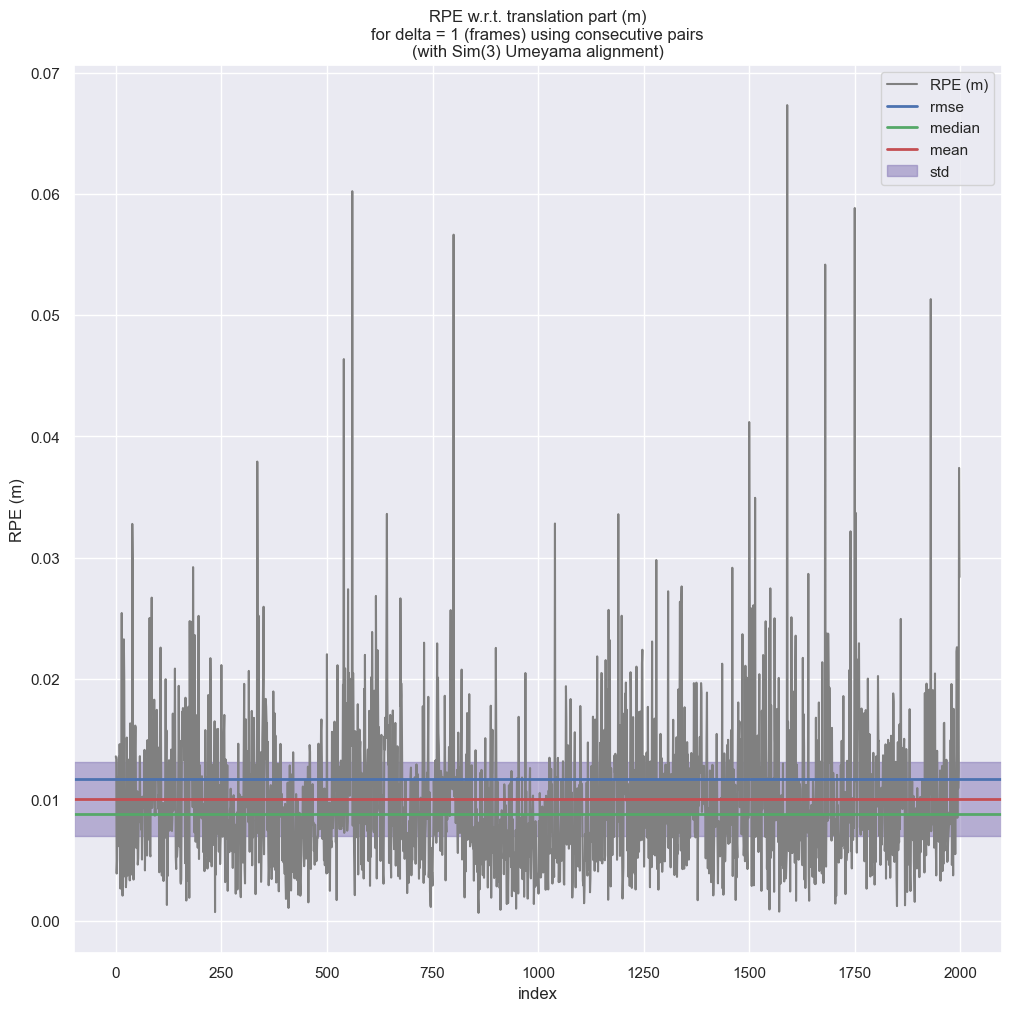 RPE w.r.t. translation part (m)
for delta = 1 (frames) using consecutive pairs
(with Sim(3) Umeyama alignment)
RPE (m)
rmse
median
mean
std
0.07
0.06
0.05
0.04
0.03
0.02
0.01
0.00
RPE (m)
0
250
500
750
1000
1250
1500
1750
2000
index